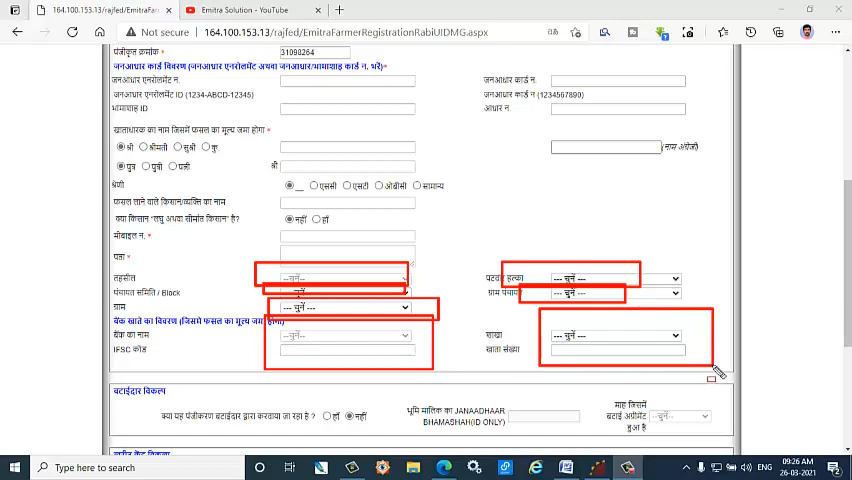 164.100.153.13/rajfed/EmitraFar
Emitra Solution - YouTube
Not secure
164.100.153.13/rajfed/EmitraFarmerRegistrationRabiUIDMG.aspx
पंजीकृत क्रमांक *
31098264
जनआधार कार्ड विवरण (जनआधार एनरोलमेंट अथवा जनआधार/भामाशाह कार्ड न. भरें)*
जनआधार एनरोलमेंट न.
जनआधार कार्ड न.
जनआधार एनरोलमेंट ID (1234-ABCD-12345)
जनआधार कार्ड न (1234567890)
भामाशाह ID
आधार न.
खाताधारक का नाम जिसमें फसल का मूल्य जमा होगा *
श्री श्रीमती सुश्री कु.
(नाम अंग्रेजी)
पुत्र पुत्री पत्नी
श्री
श्रेणी
__ एससी एसटी ओबीसी सामान्य
फसल लाने वाले किसान/व्यक्ति का नाम
क्या किसान "लघु अथवा सीमांत किसान" है?
नहीं हाँ
मोबाइल न. *
पता *
तहसील
--चुनें--
पटवार हल्का
--- चुनें ---
पंचायत समिति / Block
चुनें
ग्राम पंचायत
--- चुनें ---
ग्राम
--- चुनें ---
बैंक खाते का विवरण (जिसमे फसल का मूल्य जमा होगा)
बैंक का नाम
--चुनें--
शाखा
--- चुनें ---
IFSC कोड
खाता संख्या
बटाईदार विकल्प
क्या यह पंजीकरण बटाईदार द्वारा करवाया जा रहा है ?
हाँ नहीं
भूमि मालिक का JANAADHAAR
BHAMASHAH(ID ONLY)
माह जिसमें
बटाई अग्रीमेंट
हुआ है
--चुनें--
Type here to search
ENG
09:26 AM
26-03-2021
2